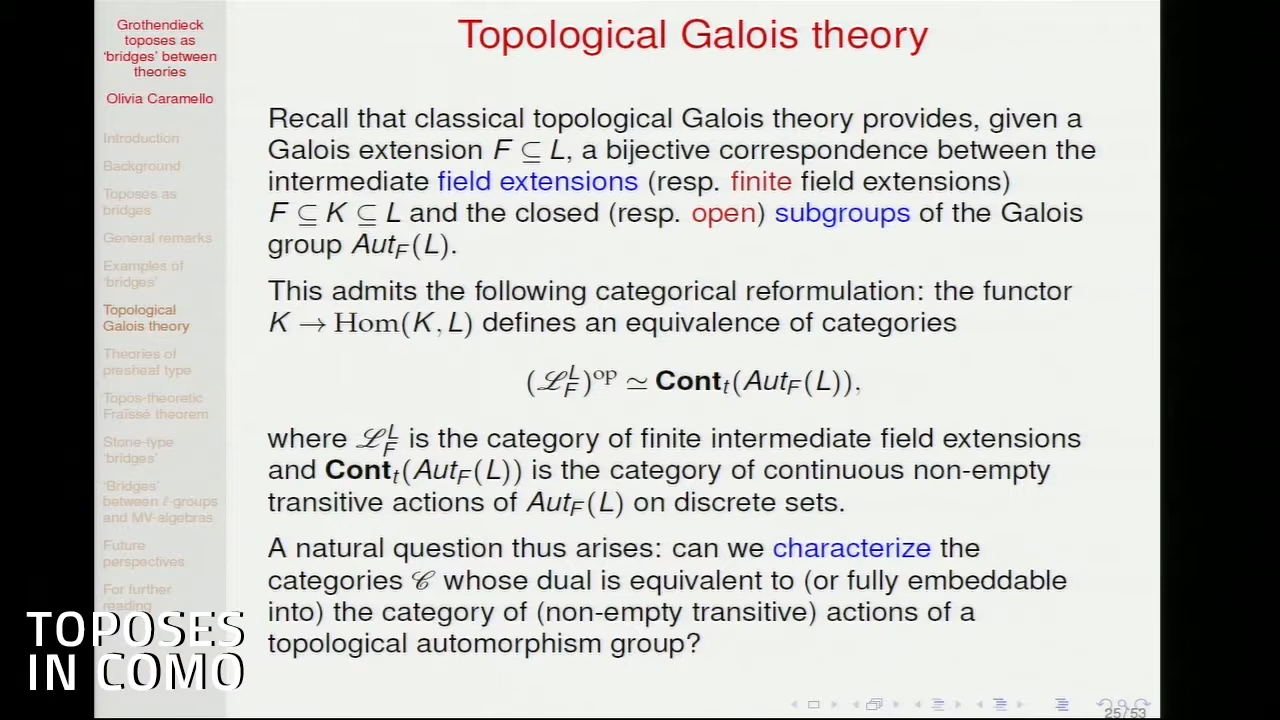 Grothendieck
toposes as
‘bridges’ between
theories
Olivia Caramello
Introduction
Background
Toposes as
bridges
General remarks
Examples of
‘bridges’
Topological
Galois theory
Theories of
presheaf type
Topos-theoretic
Fraïssé theorem
Stone-type
‘bridges’
‘Bridges’
between ℓ-groups
and MV-algebras
Future
perspectives
For further
reading
TOPOSES
IN COMO
Topological Galois theory
Recall that classical topological Galois theory provides, given a
Galois extension F ⊆ L, a bijective correspondence between the
intermediate field extensions (resp. finite field extensions)
F ⊆ K ⊆ L and the closed (resp. open) subgroups of the Galois
group Aut_F(L).
This admits the following categorical reformulation: the functor
K → Hom(K, L) defines an equivalence of categories
(ℒ_F^L)^op ≃ Cont_t(Aut_F(L)),
where ℒ_F^L is the category of finite intermediate field extensions
and Cont_t(Aut_F(L)) is the category of continuous non-empty
transitive actions of Aut_F(L) on discrete sets.
A natural question thus arises: can we characterize the
categories 𝒞 whose dual is equivalent to (or fully embeddable
into) the category of (non-empty transitive) actions of a
topological automorphism group?
25/53